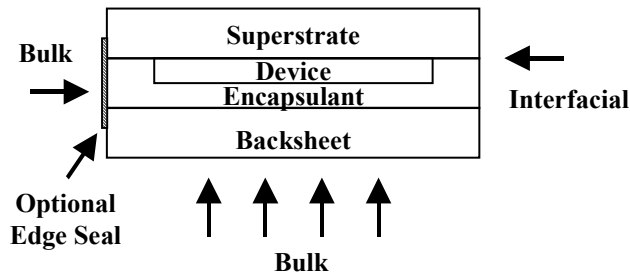 Superstrate
Bulk
Device
Encapsulant
Interfacial
Backsheet
Optional
Edge Seal
Bulk